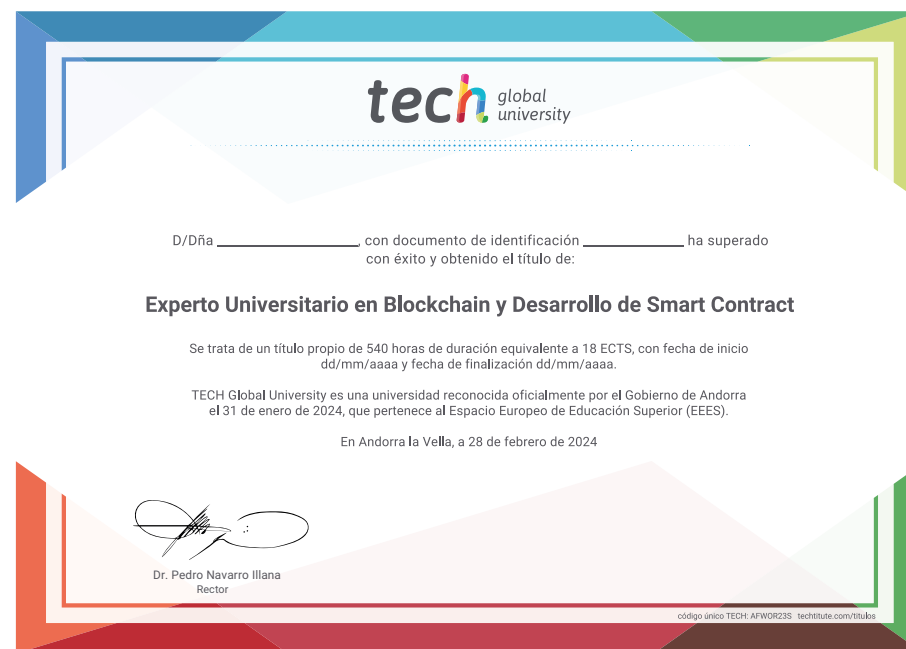 tech global university
D/Dña ____________________, con documento de identificación ______________ ha superado
con éxito y obtenido el título de:
Experto Universitario en Blockchain y Desarrollo de Smart Contract
Se trata de un título propio de 540 horas de duración equivalente a 18 ECTS, con fecha de inicio
dd/mm/aaaa y fecha de finalización dd/mm/aaaa.
TECH Global University es una universidad reconocida oficialmente por el Gobierno de Andorra
el 31 de enero de 2024, que pertenece al Espacio Europeo de Educación Superior (EEES).
En Andorra la Vella, a 28 de febrero de 2024
Dr. Pedro Navarro Illana
Rector
código único TECH: AFWOR23S techtitute.com/titulos